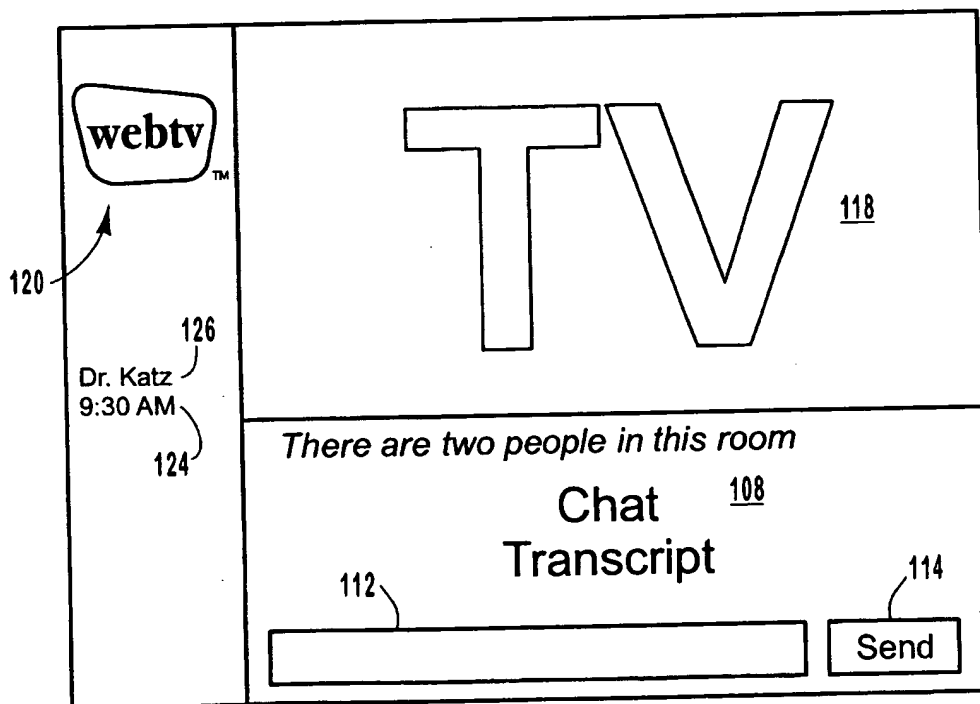 webtv
TM
TV
118
120
126
Dr. Katz
9:30 AM
124
There are two people in this room
Chat
108
Transcript
112
114
Send